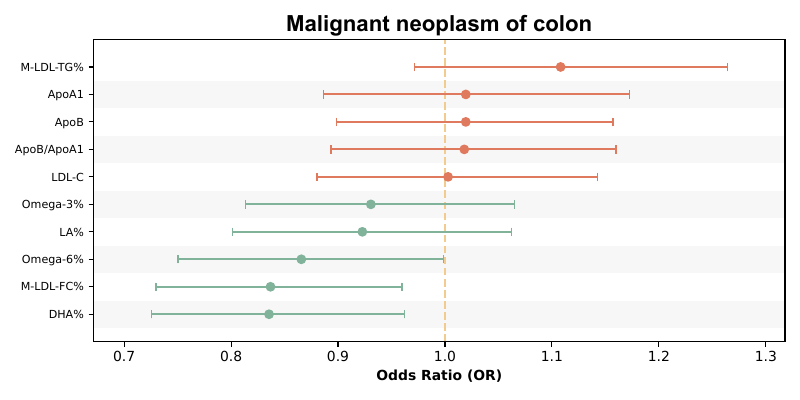 Malignant neoplasm of colon
M-LDL-TG%
ApoA1
ApoB
ApoB/ApoA1
LDL-C
Omega-3%
LA%
Omega-6%
M-LDL-FC%
DHA%
0.7 0.8 0.9 1.0 1.1 1.2 1.3
Odds Ratio (OR)